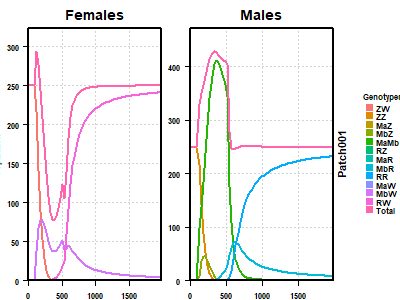 Females
Males
300
250
200
150
100
50
0
0
500
1000
1500
400
300
200
100
0
0
500
1000
1500
Patch001
Genotype
ZW
ZZ
MaZ
MbZ
MaMb
RZ
MaR
MbR
RR
MaW
MbW
RW
Total